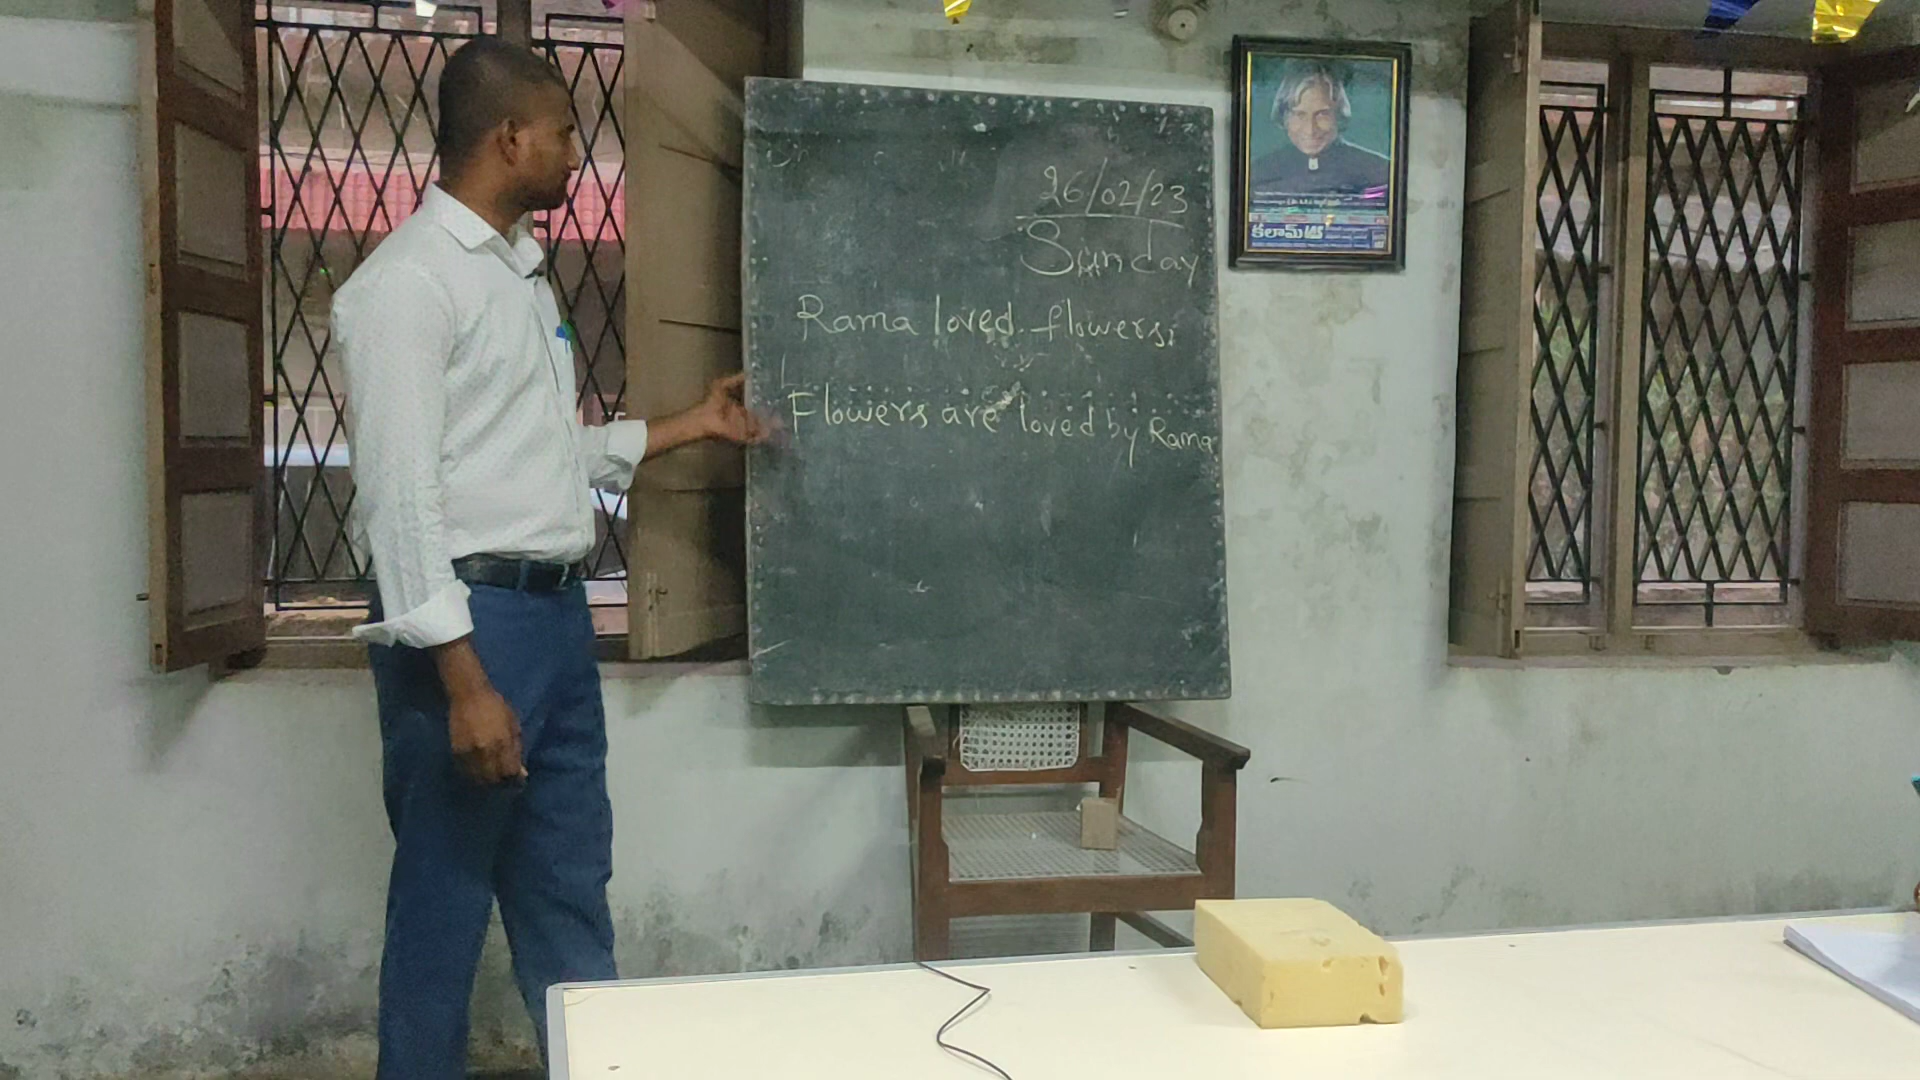 26/02/23
Sunday
Rama loved flowers.
Flowers are loved by Rama
కలామ్